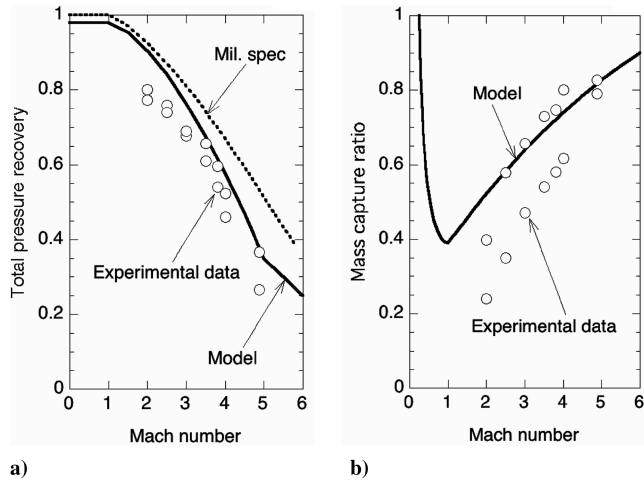 1
0.8
0.6
0.4
0.2
0
0 1 2 3 4 5 6
Total pressure recovery
Mach number
Mil. spec
Experimental data
Model
a)
1
0.8
0.6
0.4
0.2
0
0 1 2 3 4 5 6
Mass capture ratio
Mach number
Model
Experimental data
b)